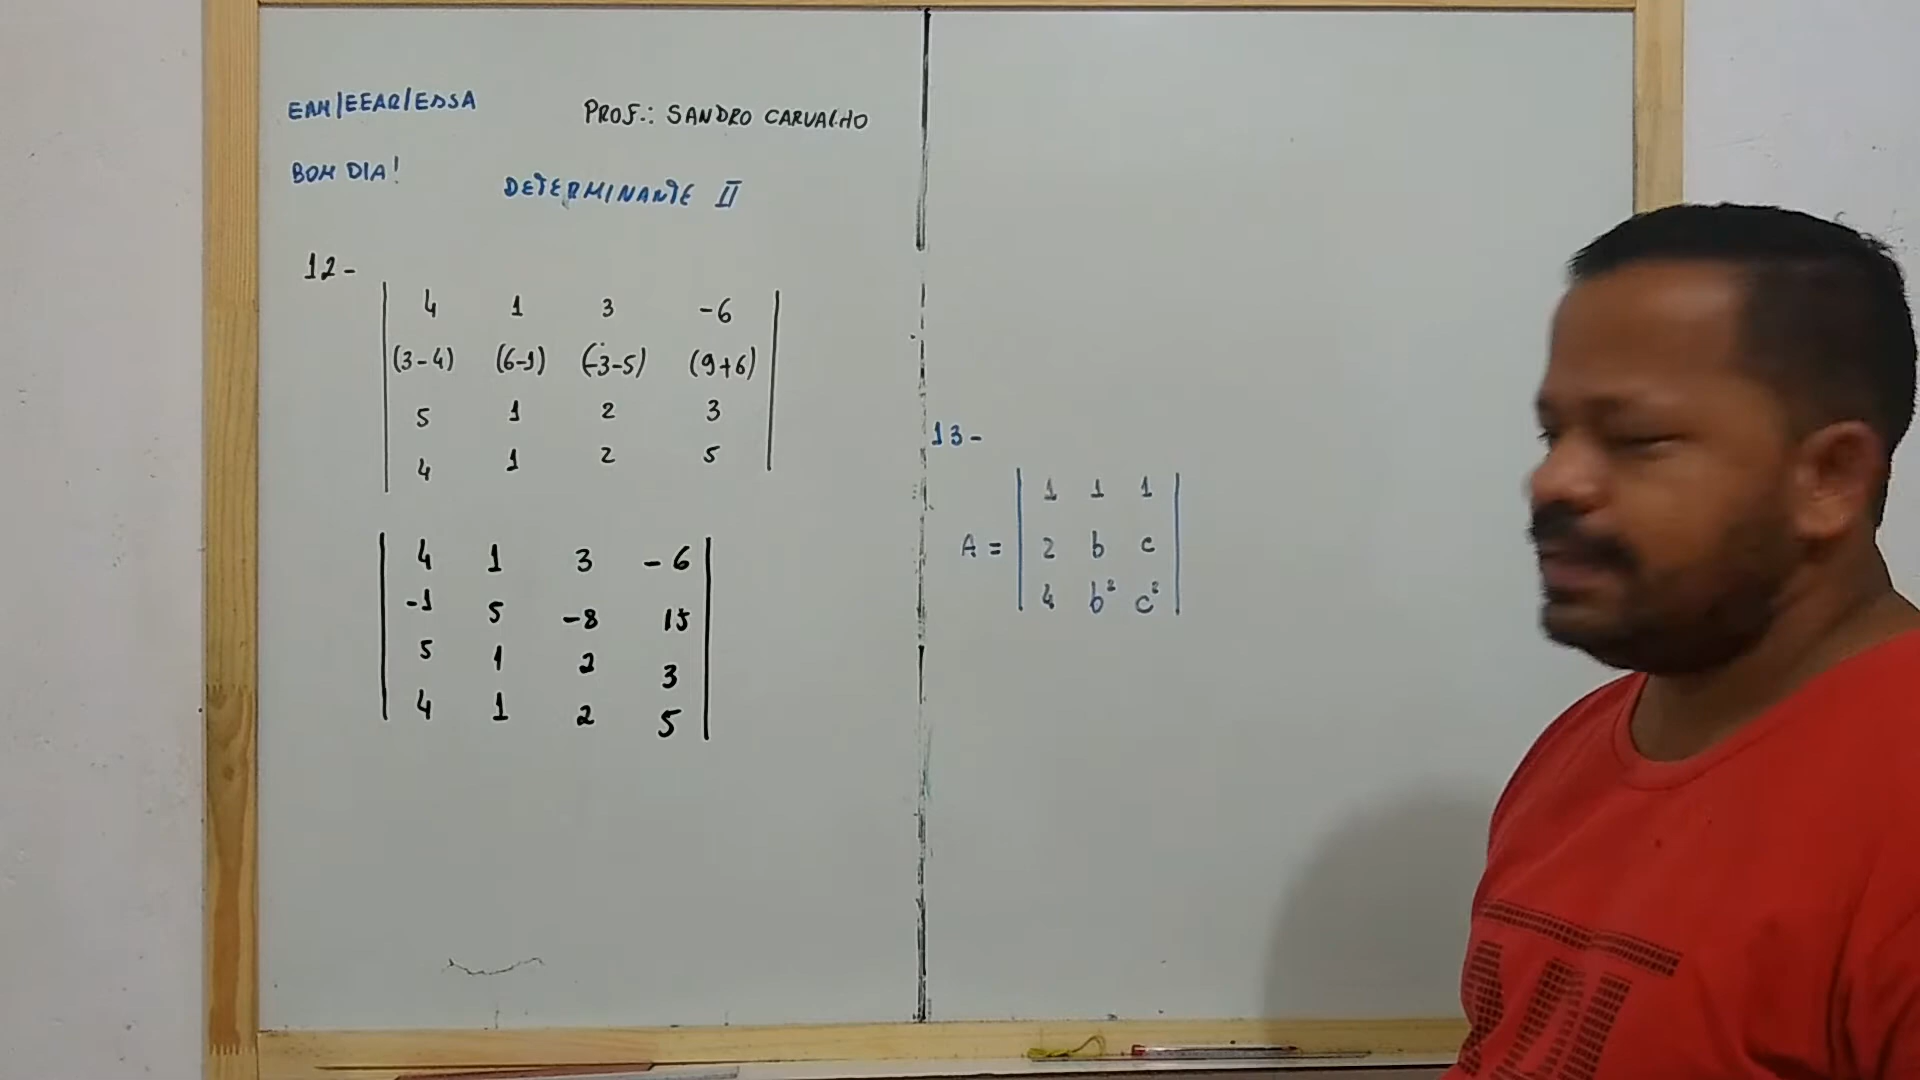 EAM/EEAR/ESSA
PROF.: SANDRO CARVALHO
BOM DIA!
DETERMINANTE II
12-
4 1 3 -6
(3-4) (6-1) (-3-5) (9+6)
5 1 2 3
4 1 2 5
4 1 3 -6
-1 5 -8 15
5 1 2 3
4 1 2 5
13-
1 1 1
A = 2 b c
4 b² c²